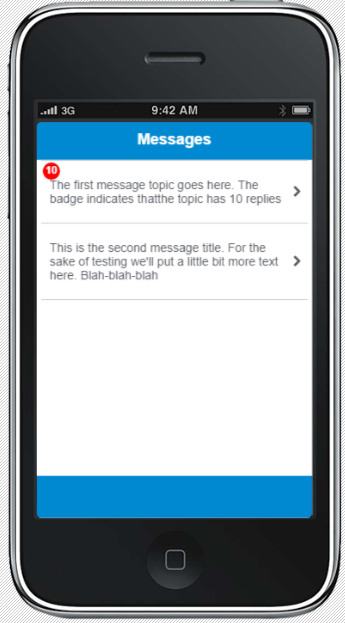 3G 9:42 AM
Messages
10
The first message topic goes here. The
badge indicates thatthe topic has 10 replies
This is the second message title. For the
sake of testing we'll put a little bit more text
here. Blah-blah-blah